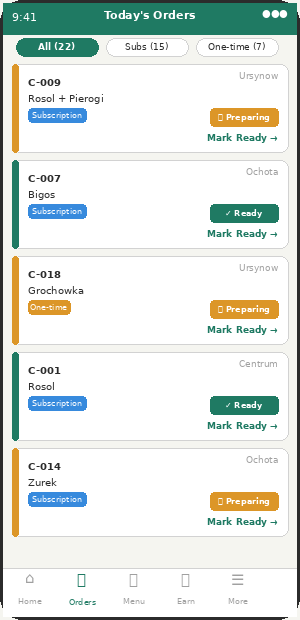 9:41
Today's Orders
All (22)
Subs (15)
One-time (7)
C-009
Ursynow
Rosol + Pierogi
Subscription
Preparing
Mark Ready →
C-007
Ochota
Bigos
Subscription
✓ Ready
Mark Ready →
C-018
Ursynow
Grochowka
One-time
Preparing
Mark Ready →
C-001
Centrum
Rosol
Subscription
✓ Ready
Mark Ready →
C-014
Ochota
Zurek
Subscription
Preparing
Mark Ready →
Home
Orders
Menu
Earn
More